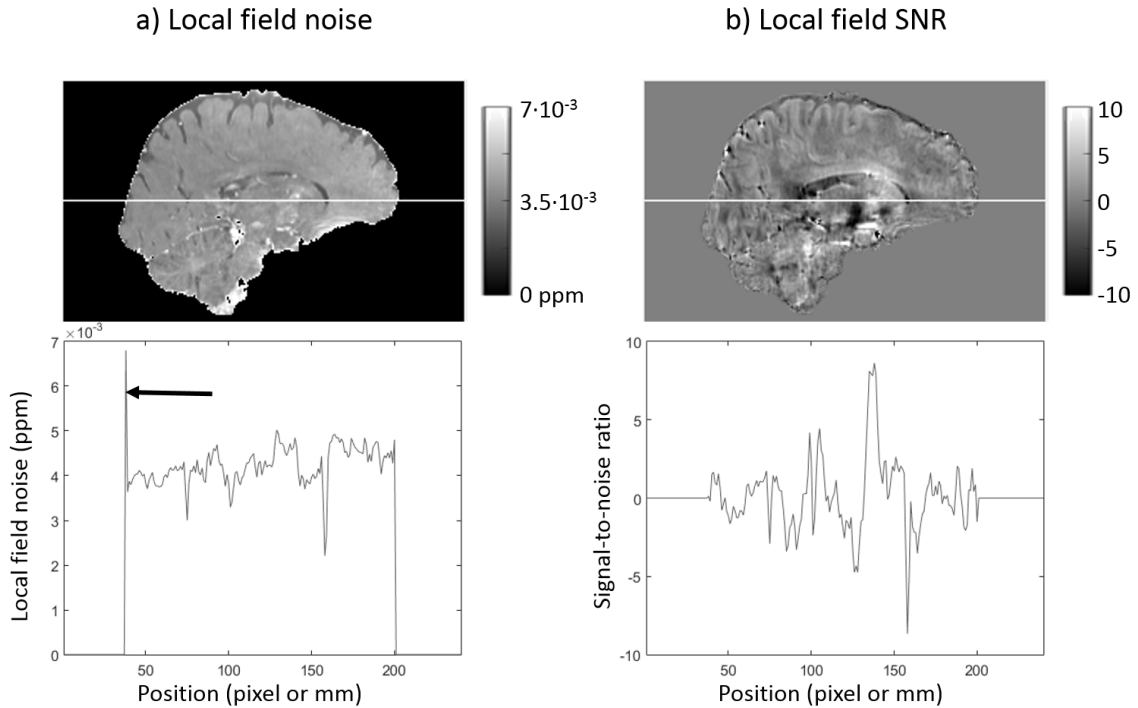 a) Local field noise
b) Local field SNR
7·10⁻³
3.5·10⁻³
0 ppm
10
5
0
-5
-10
× 10⁻³
7
6
5
4
3
2
1
0
Local field noise (ppm)
50 100 150 200
Position (pixel or mm)
10
5
0
-5
-10
Signal-to-noise ratio
50 100 150 200
Position (pixel or mm)